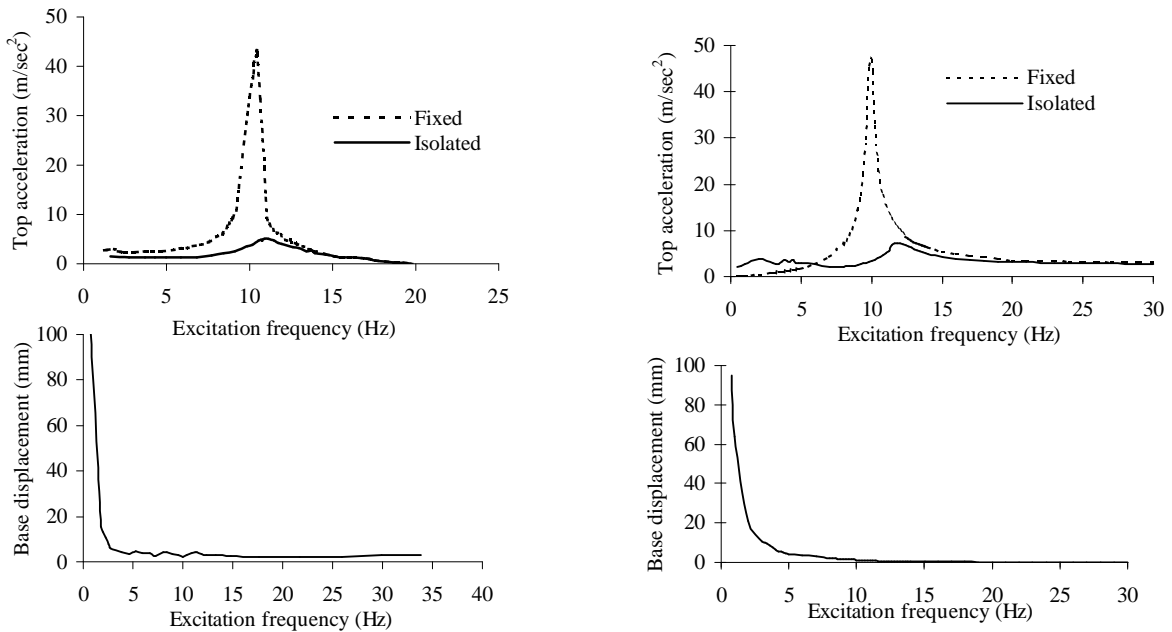 50
40
30
20
10
0
Top acceleration (m/sec²)
Fixed
Isolated
0 5 10 15 20 25
Excitation frequency (Hz)
50
40
30
20
10
0
Top acceleration (m/sec²)
Fixed
Isolated
0 5 10 15 20 25 30
Excitation frequency (Hz)
100
80
60
40
20
0
Base displacement (mm)
0 5 10 15 20 25 30 35 40
Excitation frequency (Hz)
100
80
60
40
20
0
Base displacement (mm)
0 5 10 15 20 25 30
Excitation frequency (Hz)